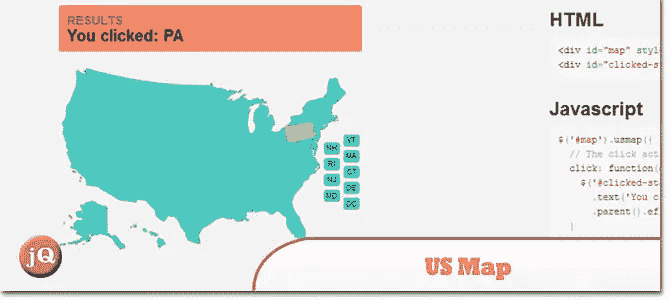 RESULTS
You clicked: PA
VT
NH
MA
RI
CT
NJ
DE
MD
DC
HTML
<div id="map" styl
<div id="clicked-st
Javascript
$('#map').usmap({
// The click act
click: function(
$('#clicked-sta
.text('You c
.parent().ef
}
jQ
US Map